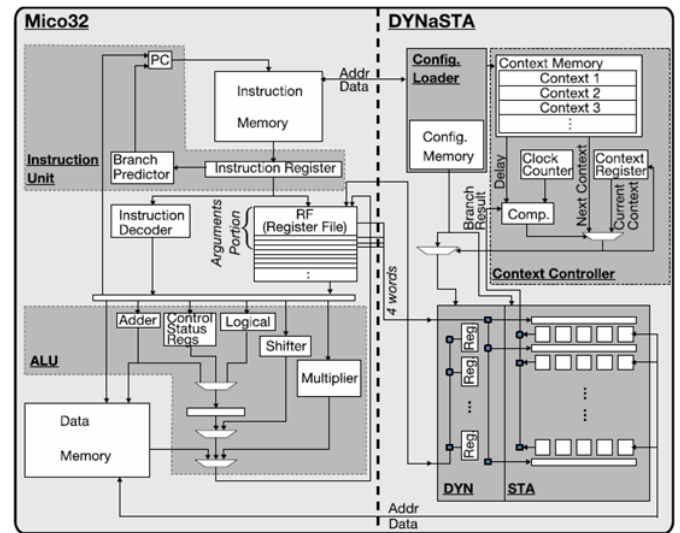 Mico32
DYNaSTA
PC
Instruction
Memory
Addr
Data
Config.
Loader
Context Memory
Context 1
Context 2
Context 3
Config.
Memory
Instruction
Unit
Branch
Predictor
Instruction Register
Delay
Clock
Counter
Next Context
Context
Register
Current
Context
Branch
Result
Comp.
Context Controller
Instruction
Decoder
Arguments
Portion
RF
(Register File)
4 words
Adder
Control
Status
Regs
Logical
Shifter
Multiplier
ALU
Data
Memory
Reg
Reg
Reg
DYN
STA
Addr
Data